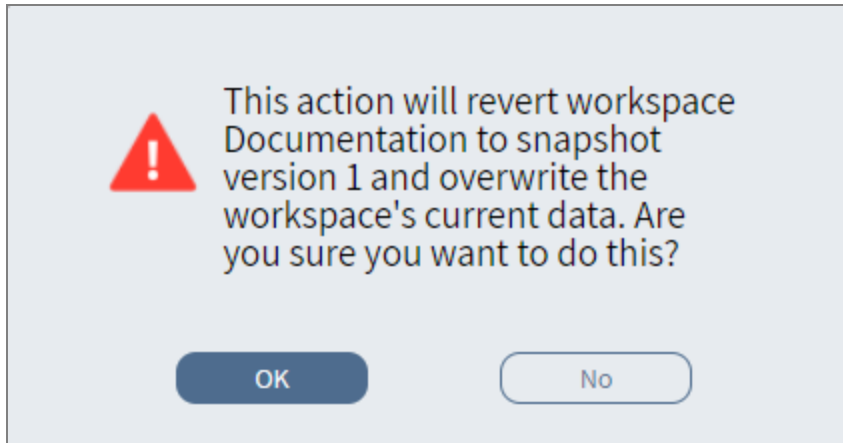 This action will revert workspace
Documentation to snapshot
version 1 and overwrite the
workspace's current data. Are
you sure you want to do this?
OK
No